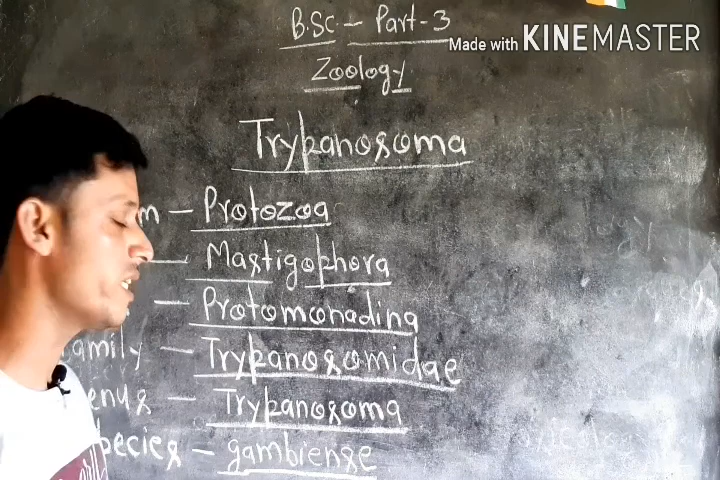 B.SC - Part-3
Made with KINEMASTER
Zoology
Trypanosoma
m - Protozoa
- Mastigophora
- Protomonadina
amily - Trypanosomidae
enus - Trypanosoma
pecies - gambiense